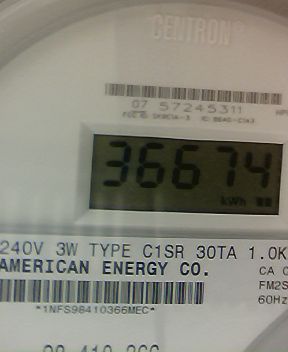 CENTRON®
07 57245311
36674
kWh
240V 3W TYPE C1SR 30TA 1.0K
AMERICAN ENERGY CO.
CA
FM2S
60Hz
*1NFS98410366MEC*